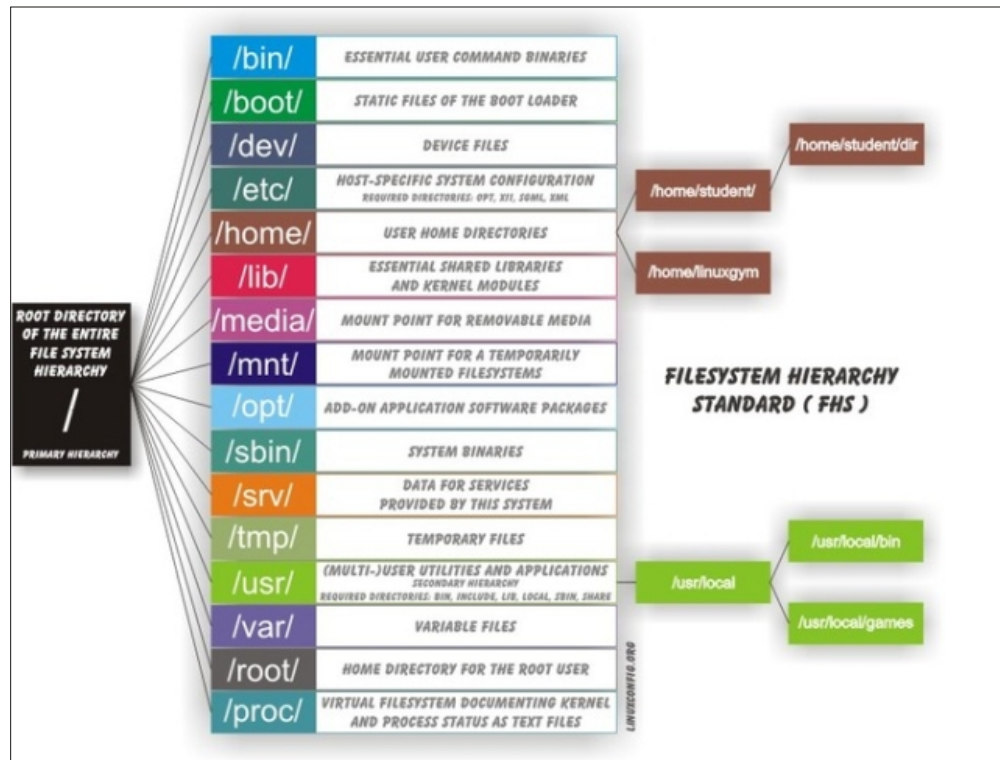 ROOT DIRECTORY
OF THE ENTIRE
FILE SYSTEM
HIERARCHY
/
PRIMARY HIERARCHY
/bin/
ESSENTIAL USER COMMAND BINARIES
/boot/
STATIC FILES OF THE BOOT LOADER
/dev/
DEVICE FILES
/etc/
HOST-SPECIFIC SYSTEM CONFIGURATION
REQUIRED DIRECTORIES: OPT, X11, SGML, XML
/home/
USER HOME DIRECTORIES
/lib/
ESSENTIAL SHARED LIBRARIES
AND KERNEL MODULES
/media/
MOUNT POINT FOR REMOVABLE MEDIA
/mnt/
MOUNT POINT FOR A TEMPORARILY
MOUNTED FILESYSTEMS
/opt/
ADD-ON APPLICATION SOFTWARE PACKAGES
/sbin/
SYSTEM BINARIES
/srv/
DATA FOR SERVICES
PROVIDED BY THIS SYSTEM
/tmp/
TEMPORARY FILES
/usr/
(MULTI-)USER UTILITIES AND APPLICATIONS
SECONDARY HIERARCHY
REQUIRED DIRECTORIES: BIN, INCLUDE, LIB, LOCAL, SBIN, SHARE
/var/
VARIABLE FILES
/root/
HOME DIRECTORY FOR THE ROOT USER
/proc/
VIRTUAL FILESYSTEM DOCUMENTING KERNEL
AND PROCESS STATUS AS TEXT FILES
/home/student/
/home/student/dir
/home/linuxgym
FILESYSTEM HIERARCHY
STANDARD ( FHS )
/usr/local
/usr/local/bin
/usr/local/games
LINUXCONFIG.ORG